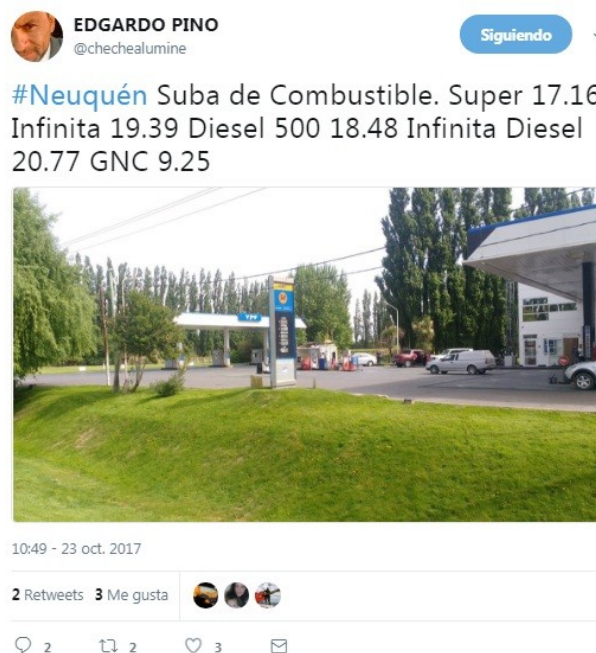 EDGARDO PINO
@chechealumine
Siguiendo
#Neuquén Suba de Combustible. Super 17.16
Infinita 19.39 Diesel 500 18.48 Infinita Diesel
20.77 GNC 9.25
YPF
10:49 - 23 oct. 2017
2 Retweets 3 Me gusta
2 2 3